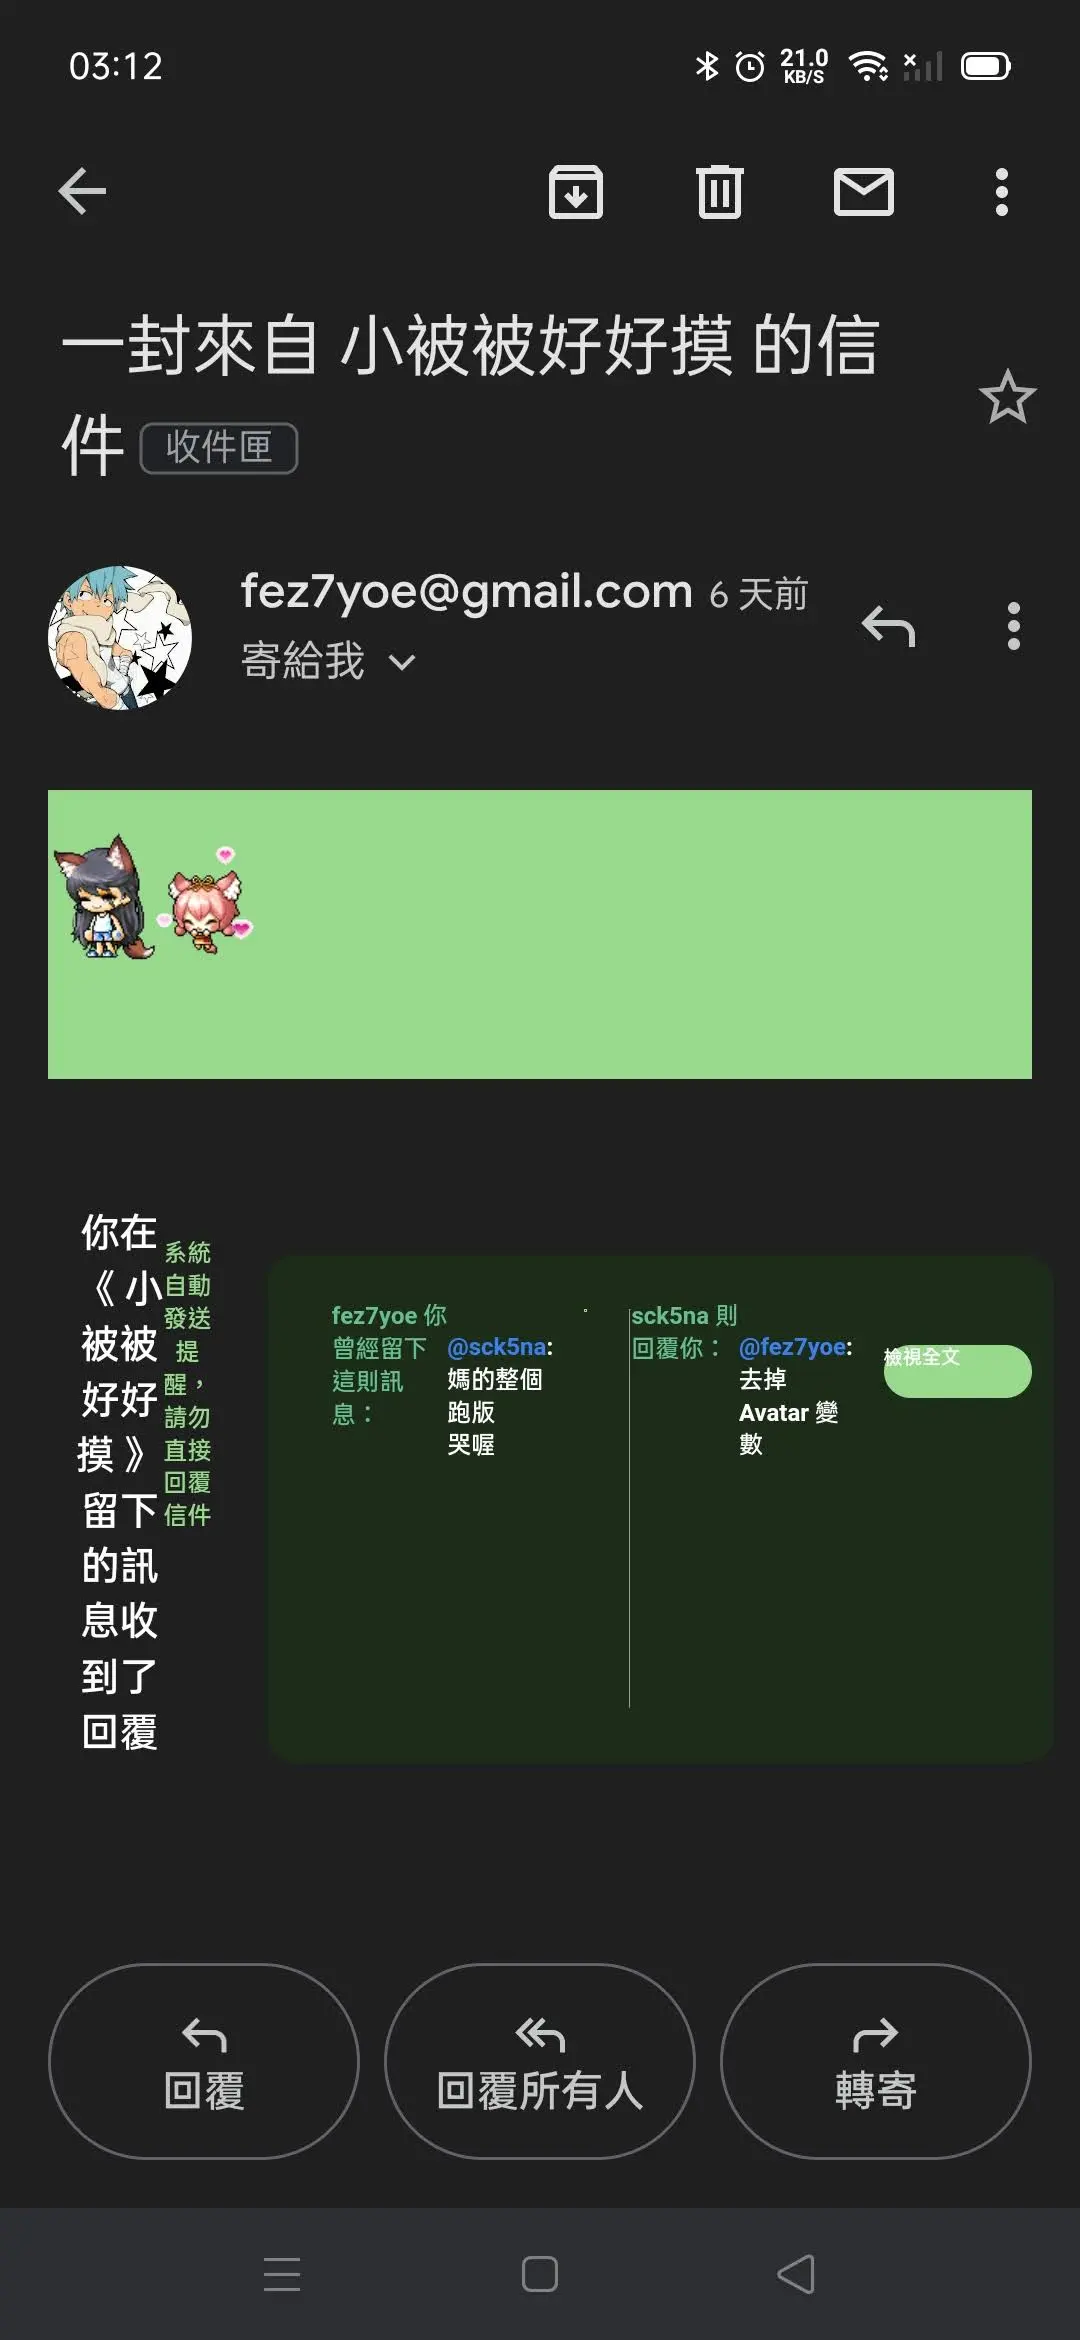 03:12
21.0
KB/S
一封來自 小被被好好摸 的信
件 收件匣
fez7yoe@gmail.com 6 天前
寄給我
你在
《 小
被被
好好
摸 》
留下
的訊
息收
到了
回覆
系統
自動
發送
提
醒，
請勿
直接
回覆
信件
fez7yoe 你
曾經留下
這則訊
息：
@sck5na:
媽的整個
跑版
哭喔
sck5na 則
回覆你：
@fez7yoe:
去掉
Avatar 變
數
檢視全文
回覆
回覆所有人
轉寄